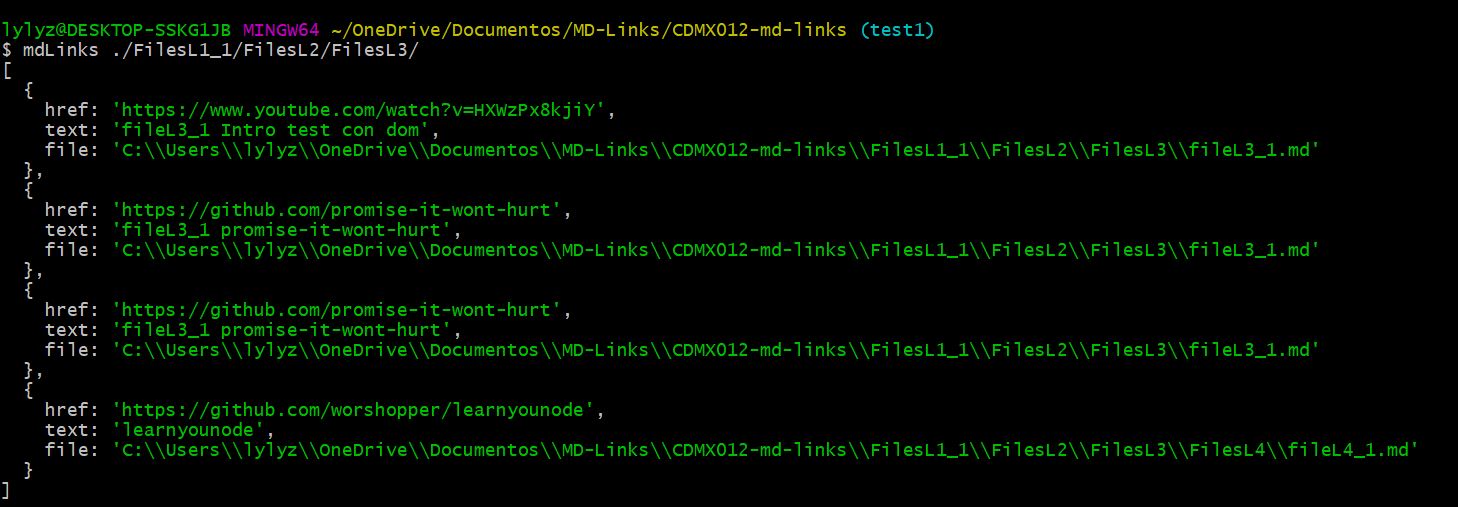 lylyz@DESKTOP-SSKG1JB MINGW64 ~/OneDrive/Documentos/MD-Links/CDMX012-md-links (test1)
$ mdLinks ./FilesL1_1/FilesL2/FilesL3/
[
  {
    href: 'https://www.youtube.com/watch?v=HXWzPx8kjiY',
    text: 'fileL3_1 Intro test con dom',
    file: 'C:\\Users\\lylyz\\OneDrive\\Documentos\\MD-Links\\CDMX012-md-links\\FilesL1_1\\FilesL2\\FilesL3\\fileL3_1.md'
  },
  {
    href: 'https://github.com/promise-it-wont-hurt',
    text: 'fileL3_1 promise-it-wont-hurt',
    file: 'C:\\Users\\lylyz\\OneDrive\\Documentos\\MD-Links\\CDMX012-md-links\\FilesL1_1\\FilesL2\\FilesL3\\fileL3_1.md'
  },
  {
    href: 'https://github.com/promise-it-wont-hurt',
    text: 'fileL3_1 promise-it-wont-hurt',
    file: 'C:\\Users\\lylyz\\OneDrive\\Documentos\\MD-Links\\CDMX012-md-links\\FilesL1_1\\FilesL2\\FilesL3\\fileL3_1.md'
  },
  {
    href: 'https://github.com/worshopper/learnyounode',
    text: 'learnyounode',
    file: 'C:\\Users\\lylyz\\OneDrive\\Documentos\\MD-Links\\CDMX012-md-links\\FilesL1_1\\FilesL2\\FilesL3\\FilesL4\\fileL4_1.md'
  }
]